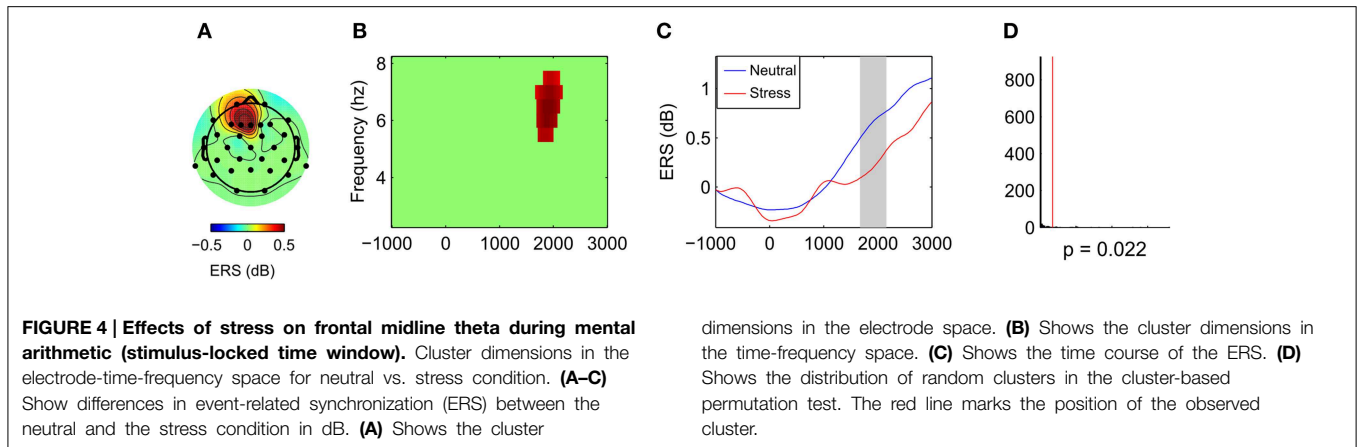 A
B
C
D
8
6
4
Frequency (hz)
−1000 0 1000 2000 3000
−0.5 0 0.5
ERS (dB)
Neutral
Stress
1
0.5
0
ERS (dB)
−1000 0 1000 2000 3000
800
600
400
200
0
p = 0.022
FIGURE 4 | Effects of stress on frontal midline theta during mental
arithmetic (stimulus-locked time window). Cluster dimensions in the
electrode-time-frequency space for neutral vs. stress condition. (A–C)
Show differences in event-related synchronization (ERS) between the
neutral and the stress condition in dB. (A) Shows the cluster
dimensions in the electrode space. (B) Shows the cluster dimensions in
the time-frequency space. (C) Shows the time course of the ERS. (D)
Shows the distribution of random clusters in the cluster-based
permutation test. The red line marks the position of the observed
cluster.